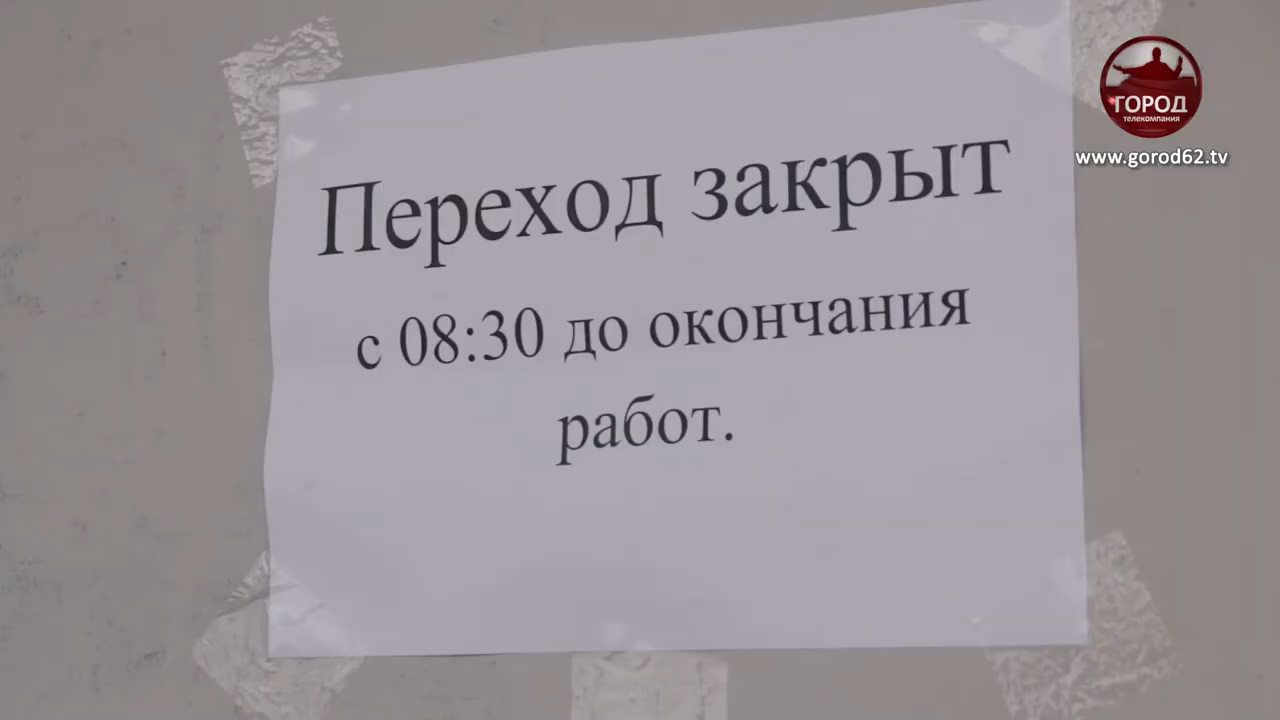 Переход закрыт
с 08:30 до окончания
работ.
ГОРОД
телекомпания
www.gorod62.tv